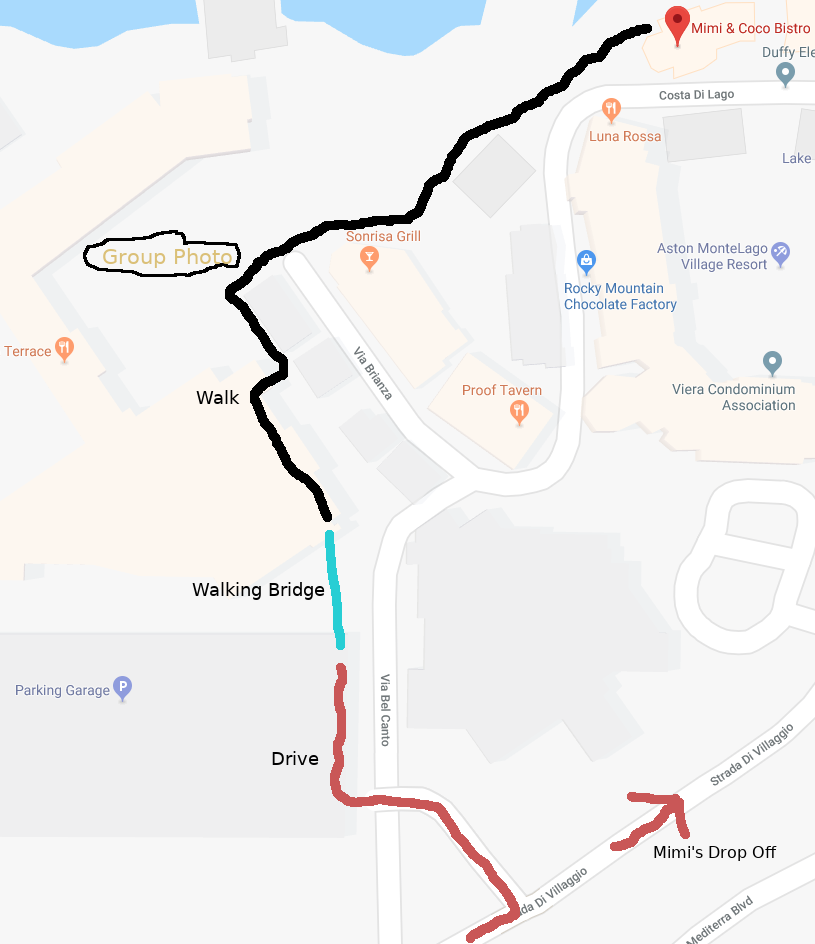 Mimi & Coco Bistro
Duffy Ele
Costa Di Lago
Luna Rossa
Lake
Group Photo
Sonrisa Grill
Aston MonteLago
Village Resort
Rocky Mountain
Chocolate Factory
Terrace
Via Brianza
Walk
Proof Tavern
Viera Condominium
Association
Walking Bridge
Parking Garage
P
Via Bel Canto
Drive
Strada Di Villaggio
Mimi's Drop Off
da Di Villaggio
Mediterra Blvd